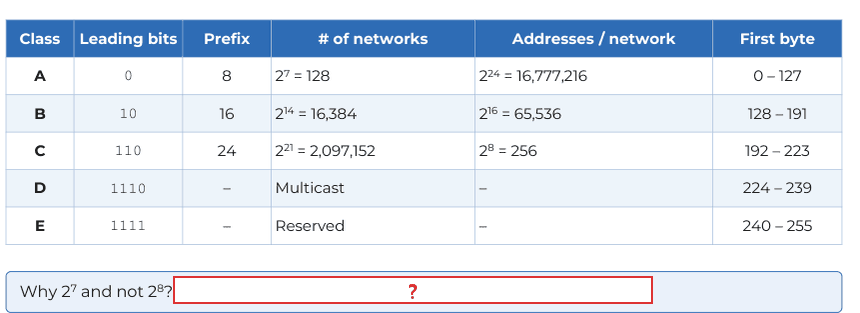 Class Leading bits Prefix # of networks Addresses / network First byte
A 0 8 2⁷ = 128 2²⁴ = 16,777,216 0 – 127
B 10 16 2¹⁴ = 16,384 2¹⁶ = 65,536 128 – 191
C 110 24 2²¹ = 2,097,152 2⁸ = 256 192 – 223
D 1110 – Multicast – 224 – 239
E 1111 – Reserved – 240 – 255
Why 2⁷ and not 2⁸? ?